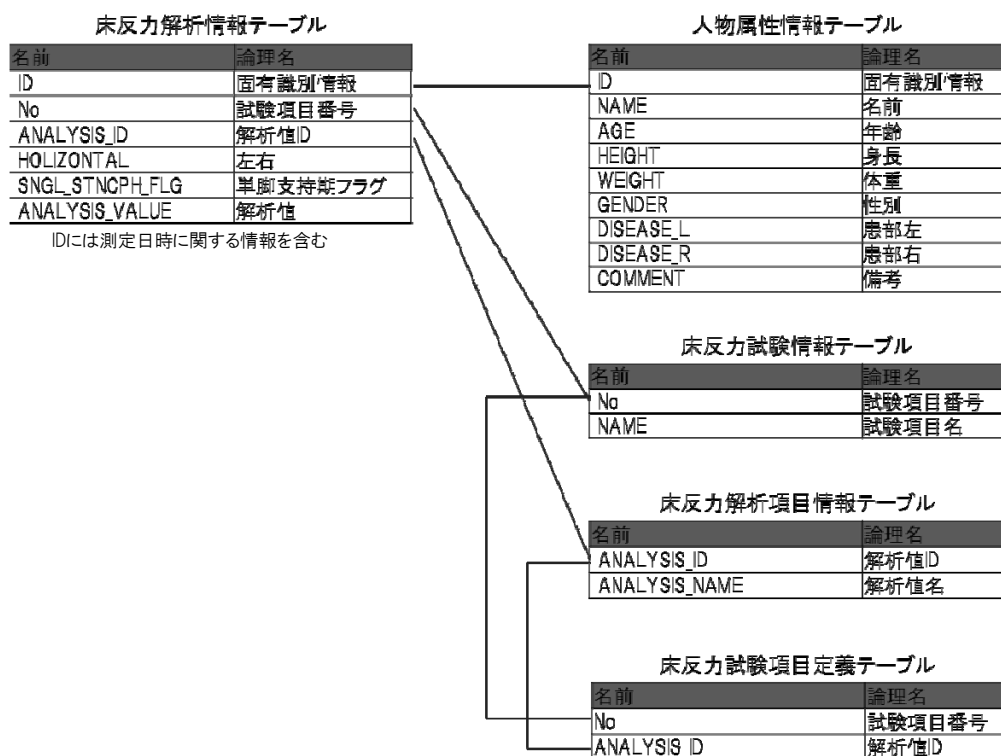 床反力解析情報テーブル
名前 論理名
ID 固有識別情報
No 試験項目番号
ANALYSIS_ID 解析値ID
HOLIZONTAL 左右
SNGL_STNCPH_FLG 単脚支持期フラグ
ANALYSIS_VALUE 解析値
IDには測定日時に関する情報を含む
人物属性情報テーブル
名前 論理名
ID 固有識別情報
NAME 名前
AGE 年齢
HEIGHT 身長
WEIGHT 体重
GENDER 性別
DISEASE_L 患部左
DISEASE_R 患部右
COMMENT 備考
床反力試験情報テーブル
名前 論理名
No 試験項目番号
NAME 試験項目名
床反力解析項目情報テーブル
名前 論理名
ANALYSIS_ID 解析値ID
ANALYSIS_NAME 解析値名
床反力試験項目定義テーブル
名前 論理名
No 試験項目番号
ANALYSIS_ID 解析値ID